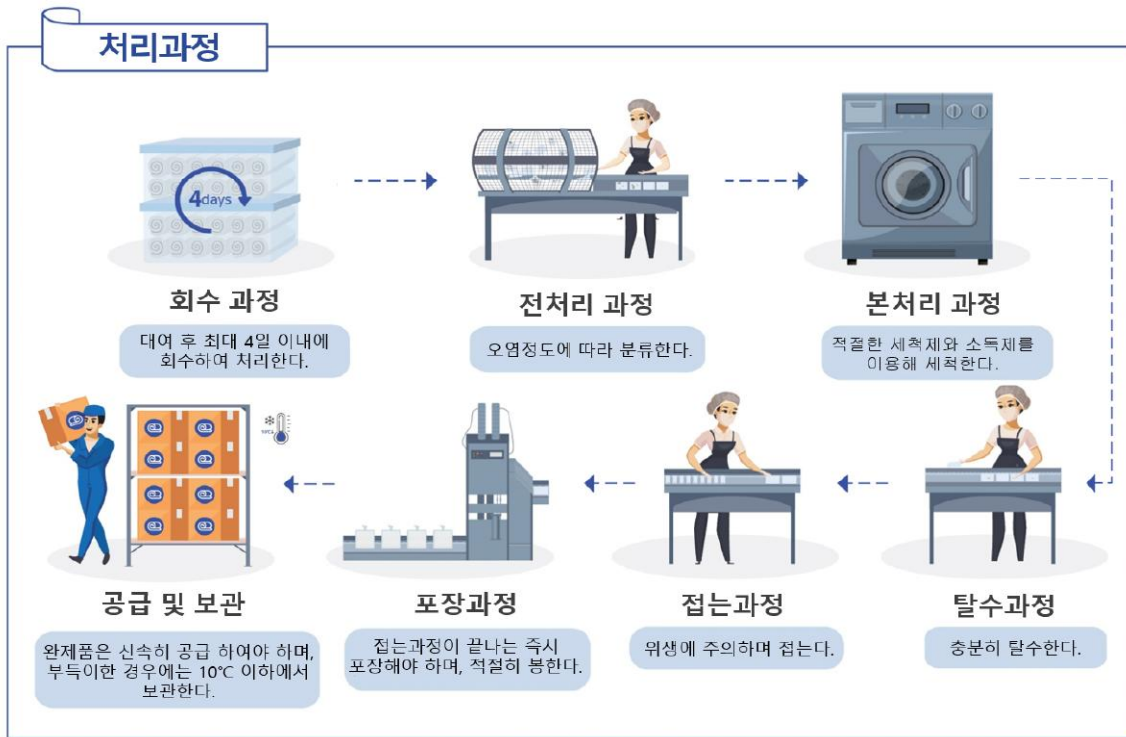 처리과정
4days
회수 과정
대여 후 최대 4일 이내에
회수하여 처리한다.
전처리 과정
오염정도에 따라 분류한다.
본처리 과정
적절한 세척제와 소독제를
이용해 세척한다.
탈수과정
충분히 탈수한다.
접는과정
위생에 주의하며 접는다.
포장과정
접는과정이 끝나는 즉시
포장해야 하며, 적절히 봉한다.
공급 및 보관
완제품은 신속히 공급 하여야 하며,
부득이한 경우에는 10℃ 이하에서
보관한다.